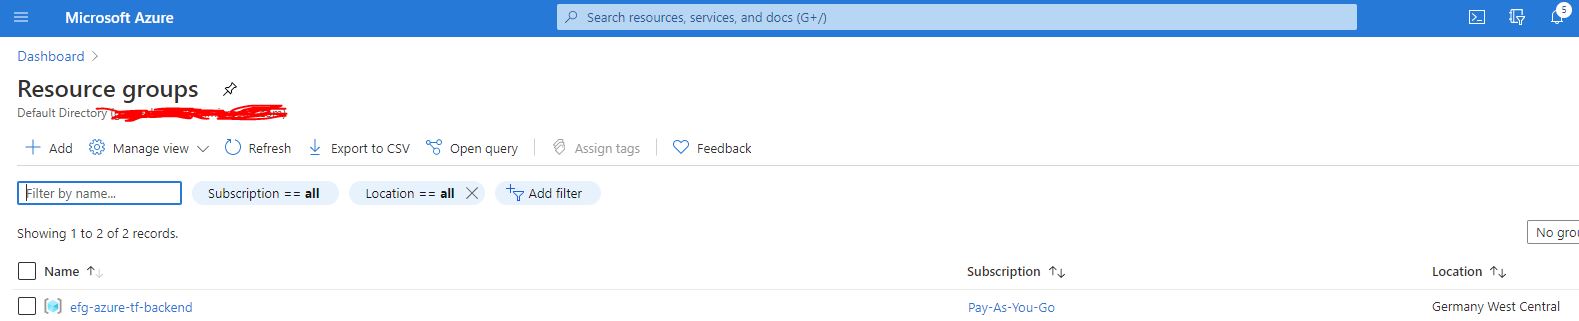 Microsoft Azure
Search resources, services, and docs (G+/)
5
Dashboard
Resource groups
Default Directory
Add
Manage view
Refresh
Export to CSV
Open query
Assign tags
Feedback
Filter by name...
Subscription == all
Location == all
Add filter
Showing 1 to 2 of 2 records.
No
Name
Subscription
Location
efg-azure-tf-backend
Pay-As-You-Go
Germany West Central